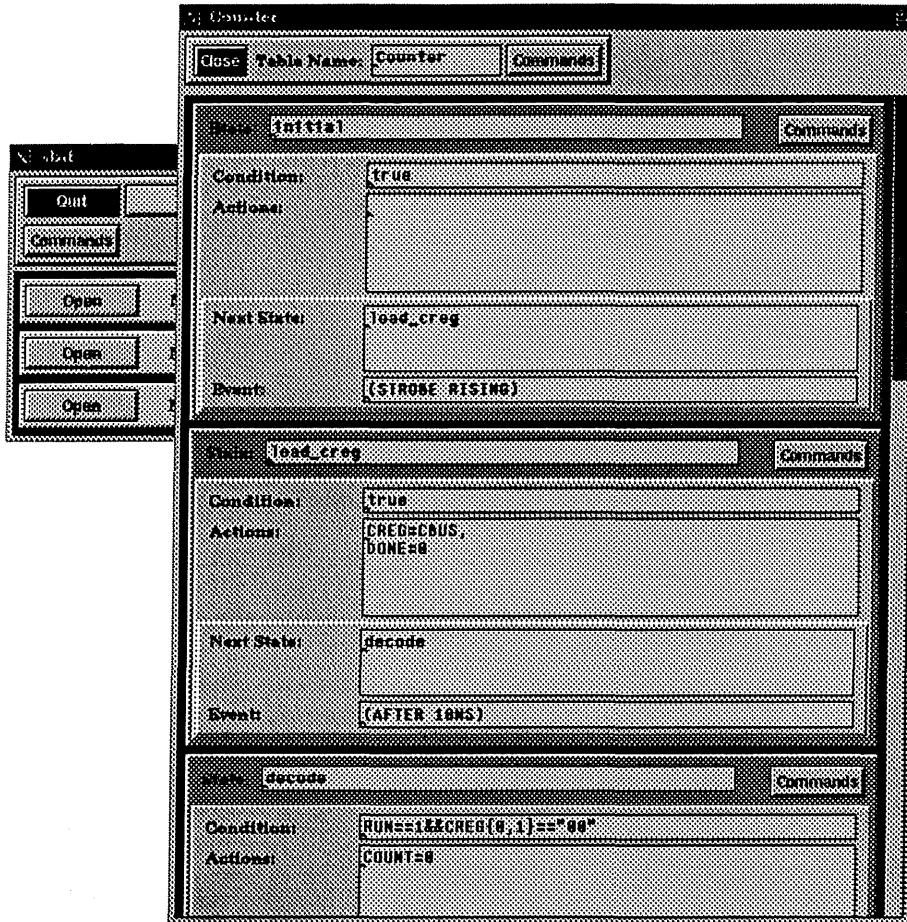 Counter
Close Table Name: Counter Commands
State: initial Commands
Condition: true
Actions:
Next State: load_creg
Event: (STROBE RISING)
State: load_creg Commands
Condition: true
Actions: CREG=CBUS,
DONE=0
Next State: decode
Event: (AFTER 10NS)
State: decode Commands
Condition: RUN==1&&CREG{0,1}=="00"
Actions: COUNT=0
Quit
Commands
Open
Open
Open